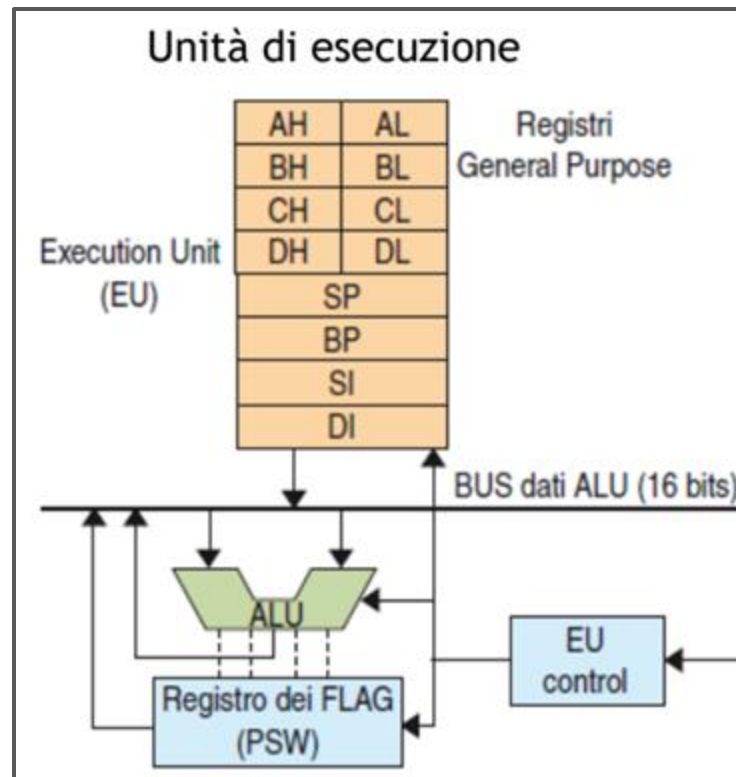 Unità di esecuzione
AH AL
BH BL
CH CL
DH DL
SP
BP
SI
DI
Registri
General Purpose
Execution Unit
(EU)
BUS dati ALU (16 bits)
ALU
EU
control
Registro dei FLAG
(PSW)